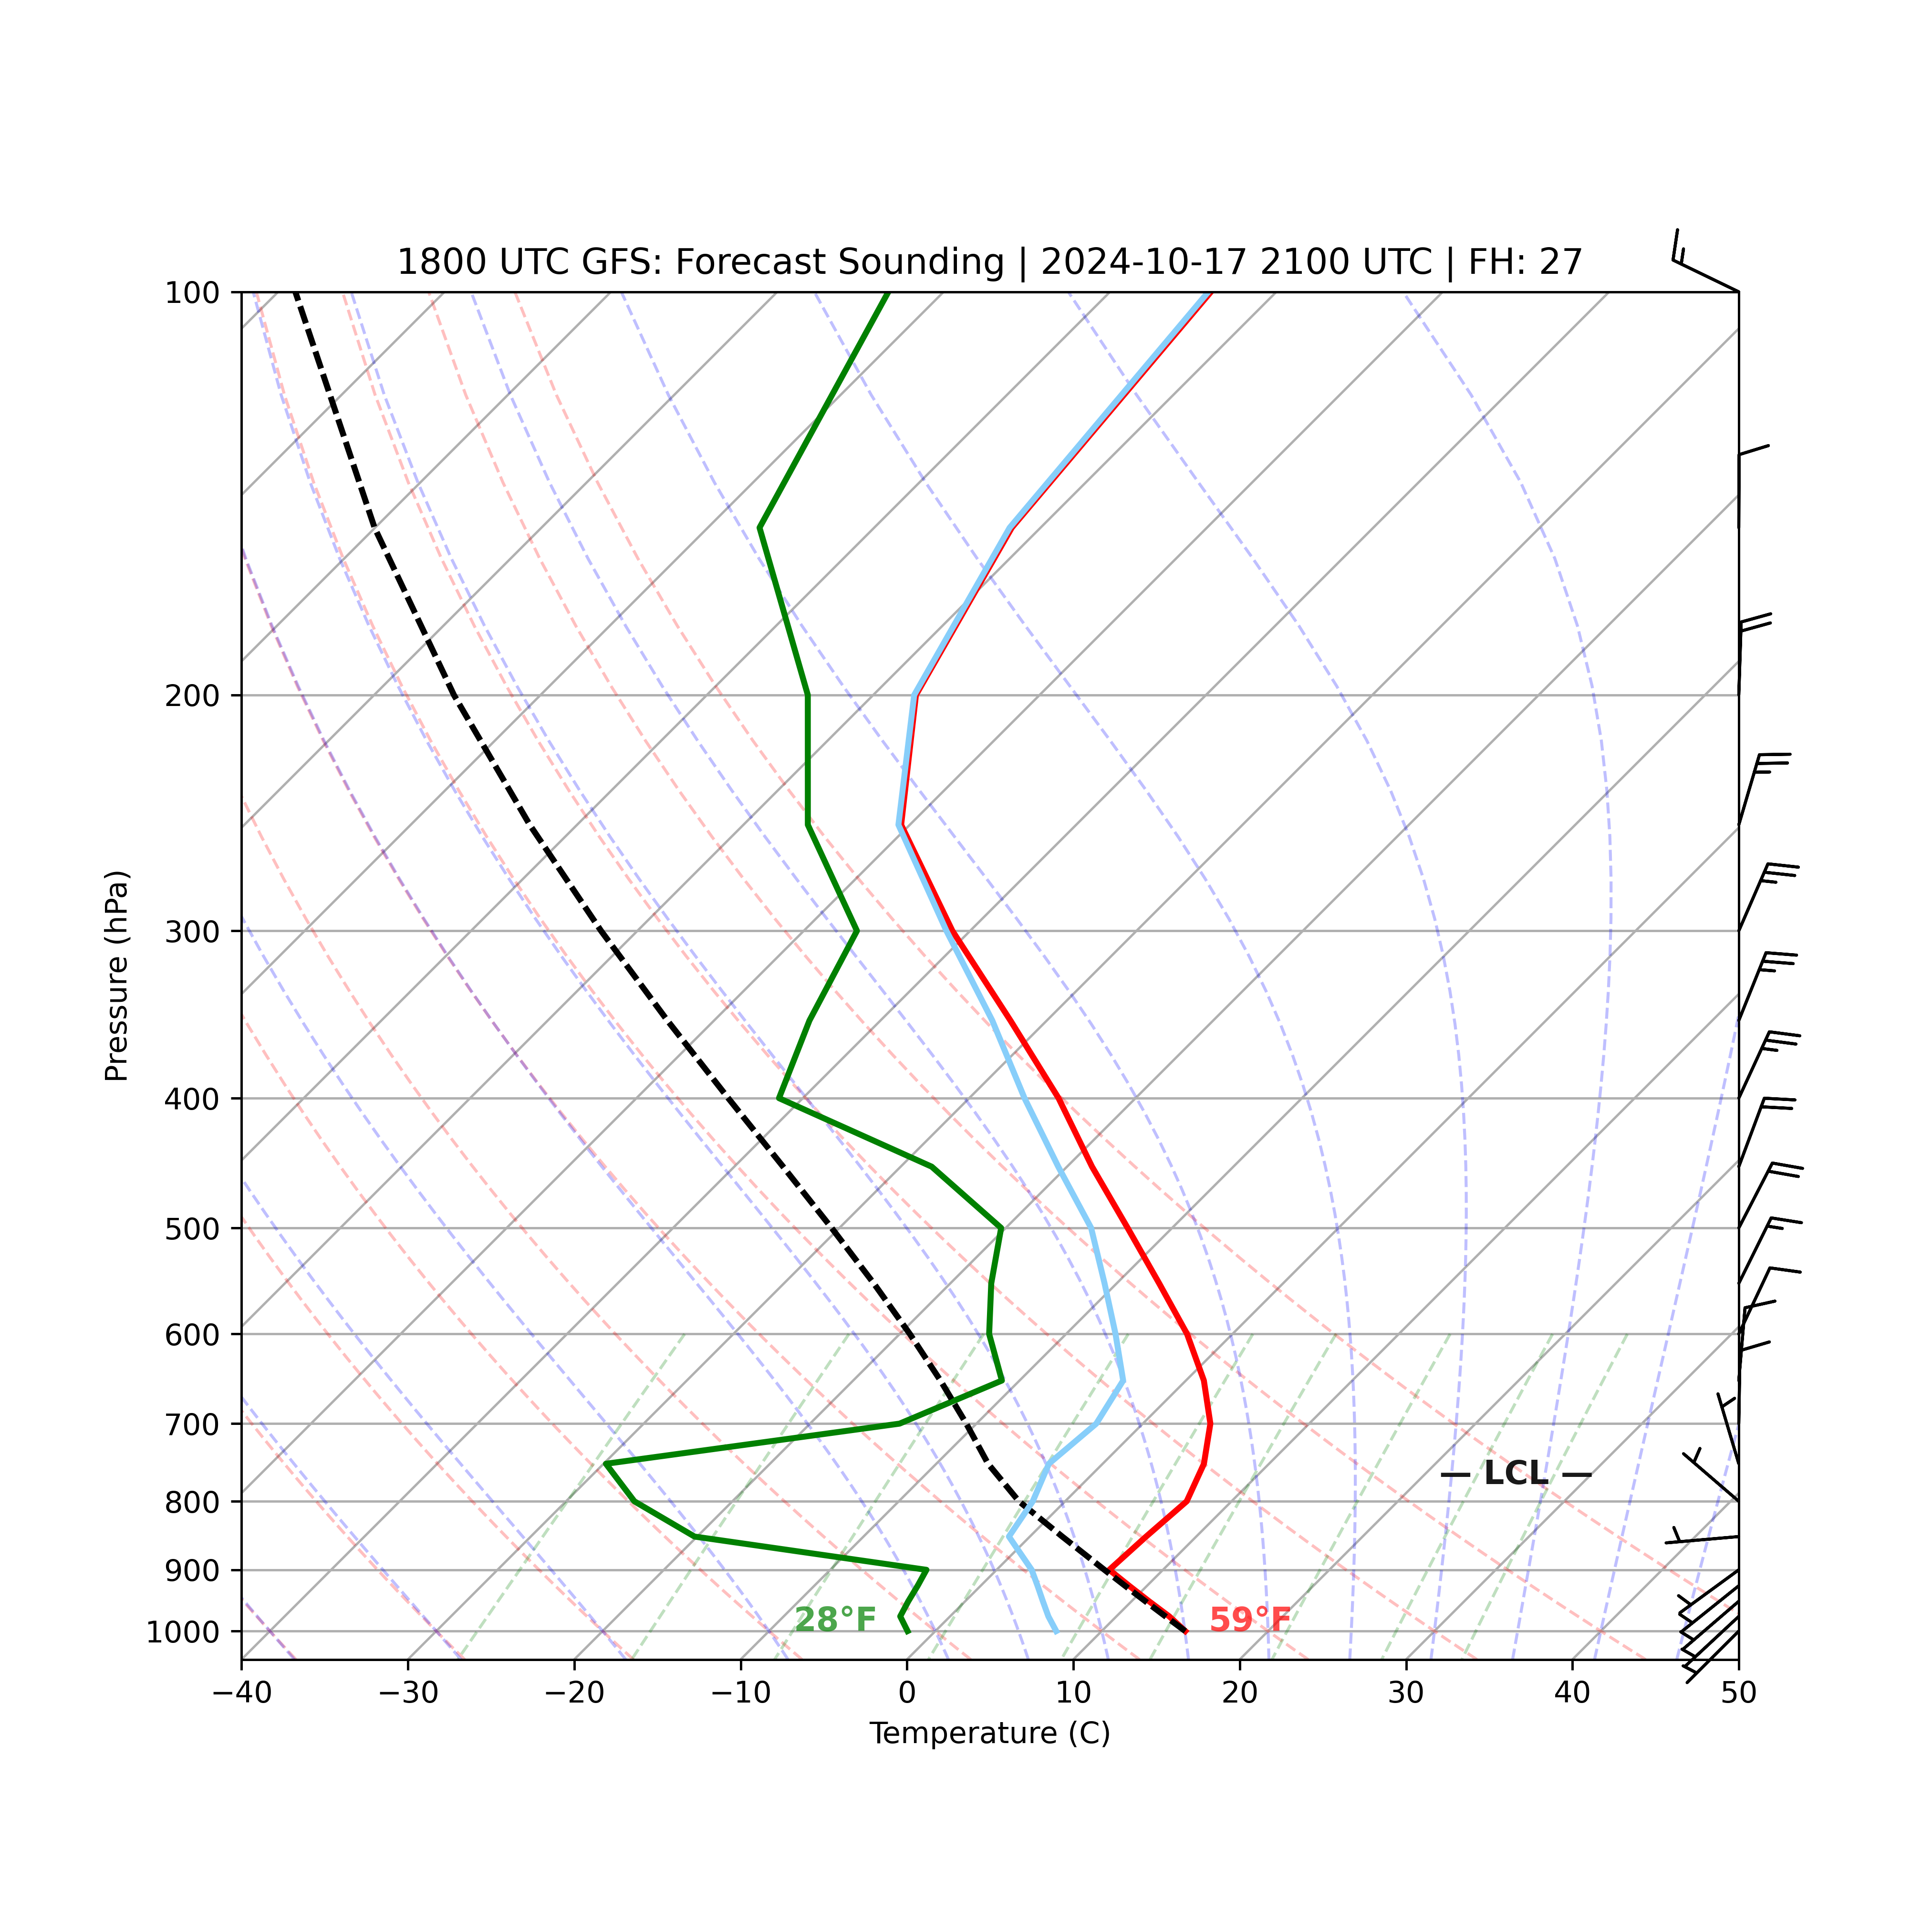 1800 UTC GFS: Forecast Sounding | 2024-10-17 2100 UTC | FH: 27
100
200
300
400
500
600
700
800
900
1000
Pressure (hPa)
— LCL —
28°F
59°F
−40 −30 −20 −10 0 10 20 30 40 50
Temperature (C)